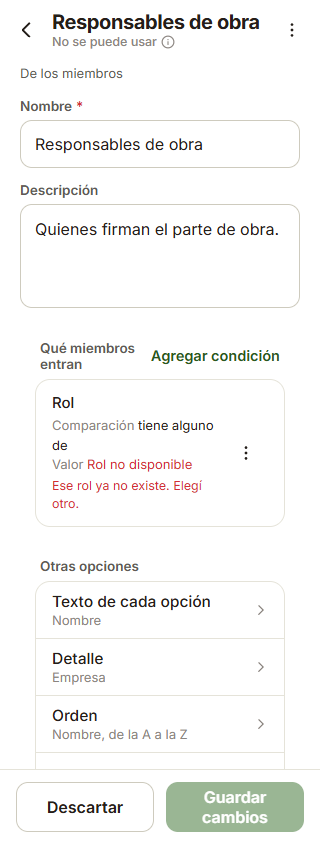 Responsables de obra
No se puede usar
De los miembros
Nombre *
Responsables de obra
Descripción
Quienes firman el parte de obra.
Qué miembros
entran
Agregar condición
Rol
Comparación tiene alguno
de
Valor Rol no disponible
Ese rol ya no existe. Elegí
otro.
Otras opciones
Texto de cada opción
Nombre
Detalle
Empresa
Orden
Nombre, de la A a la Z
Descartar
Guardar
cambios